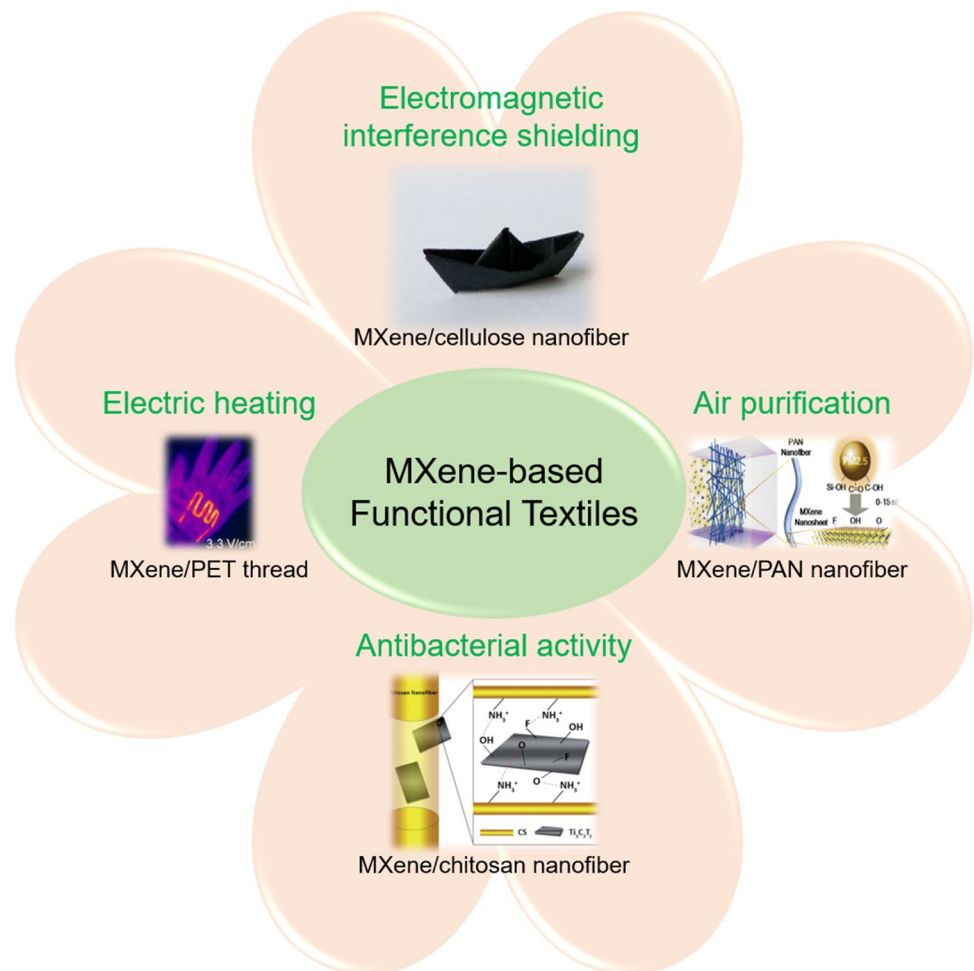 Electromagnetic
interference shielding
MXene/cellulose nanofiber
Electric heating
3.3 V/cm
MXene/PET thread
MXene-based
Functional Textiles
Air purification
PAN
Nanofiber
PM2.5
Si-OH C-O C-OH
0-15 n
MXene
Nanosheet
F OH O
MXene/PAN nanofiber
Antibacterial activity
itosan Nanofiber
NH₃⁺ F NH₃⁺
OH
OH
O
F
O
NH₃⁺ NH₃⁺
CS
MXene/chitosan nanofiber